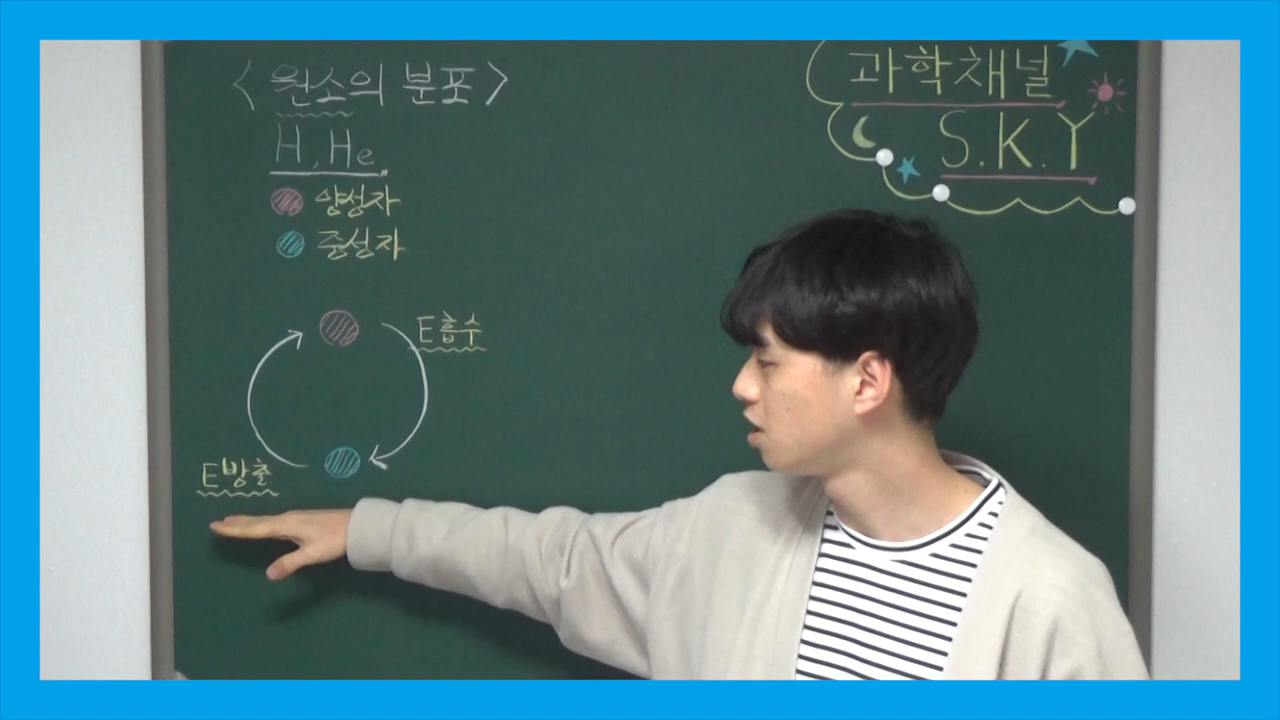 <원소의 분포>
H, He
양성자
중성자
E흡수
E방출
과학채널
S.K.Y